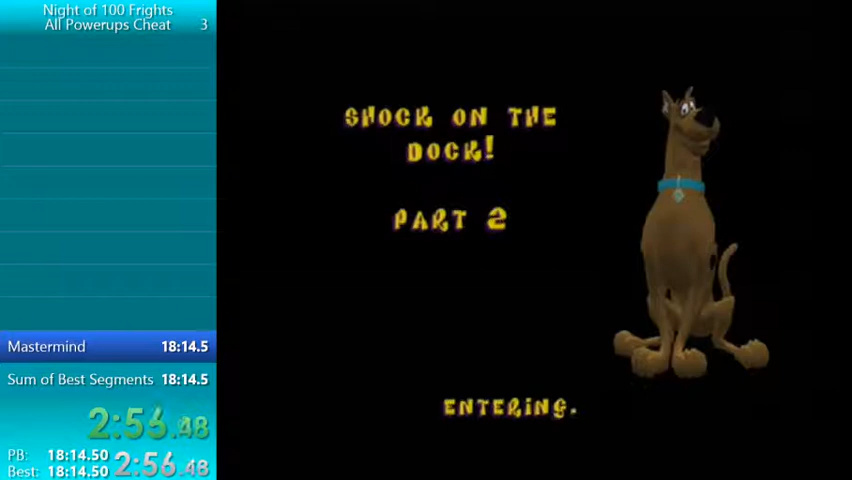 Night of 100 Frights
All Powerups Cheat 3
Mastermind 18:14.5
Sum of Best Segments 18:14.5
2:56.48
PB: 18:14.50
Best: 18:14.50 2:56.48
SHOCK ON THE
DOCK!
PART 2
ENTERING.